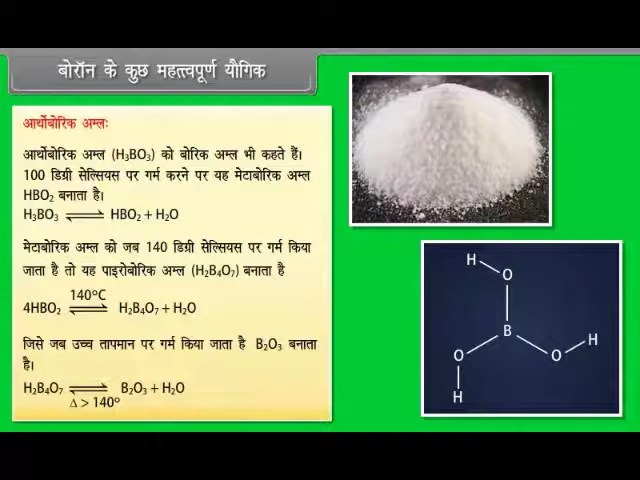 बोरॉन के कुछ महत्त्वपूर्ण यौगिक
आर्थोबोरिक अम्लः
आर्थोबोरिक अम्ल (H₃BO₃) को बोरिक अम्ल भी कहते हैं।
100 डिग्री सेल्सियस पर गर्म करने पर यह मेटाबोरिक अम्ल
HBO₂ बनाता है।
H₃BO₃ ⇌ HBO₂ + H₂O
मेटाबोरिक अम्ल को जब 140 डिग्री सेल्सियस पर गर्म किया
जाता है तो यह पाइरोबोरिक अम्ल (H₂B₄O₇) बनाता है
140°C
4HBO₂ ⇌ H₂B₄O₇ + H₂O
जिसे जब उच्च तापमान पर गर्म किया जाता है B₂O₃ बनाता
है।
H₂B₄O₇ ⇌ B₂O₃ + H₂O
Δ > 140°
H
O
B
H
O
O
H